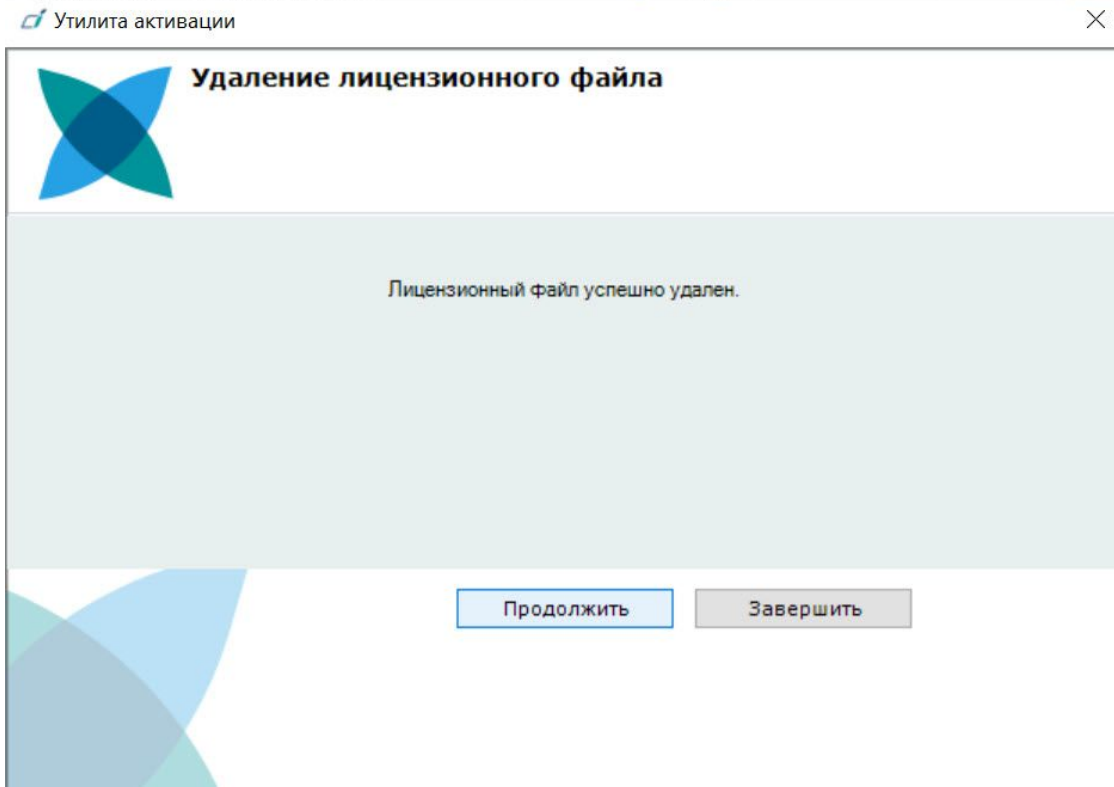 Утилита активации
Удаление лицензионного файла
Лицензионный файл успешно удален.
Продолжить
Завершить